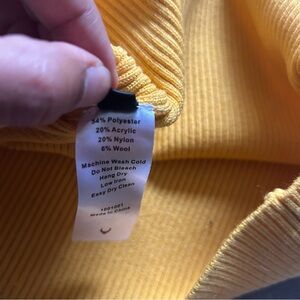 54% Polyester
20% Acrylic
20% Nylon
6% Wool
Machine Wash Cold
Do Not Bleach
Hang Dry
Low Iron
Easy Dry Clean
1001001
Made In China